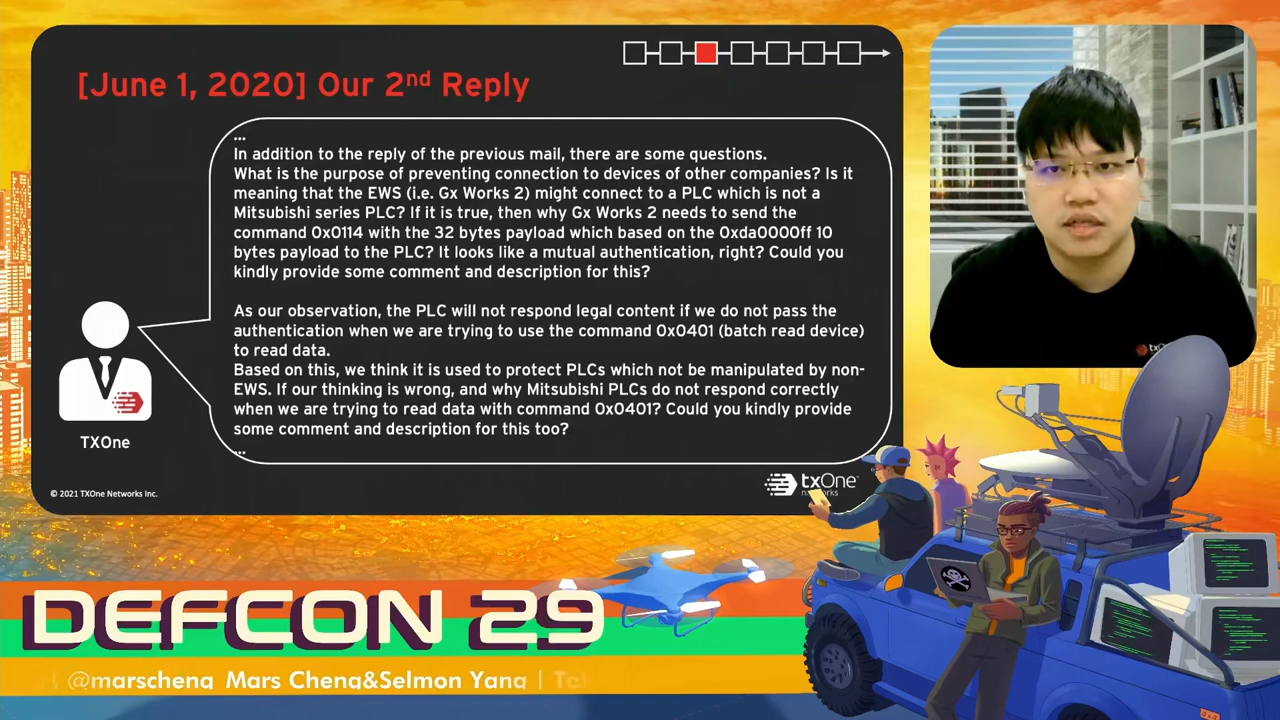 [June 1, 2020] Our 2nd Reply
...
In addition to the reply of the previous mail, there are some questions.
What is the purpose of preventing connection to devices of other companies? Is it
meaning that the EWS (i.e. Gx Works 2) might connect to a PLC which is not a
Mitsubishi series PLC? If it is true, then why Gx Works 2 needs to send the
command 0x0114 with the 32 bytes payload which based on the 0xda0000ff 10
bytes payload to the PLC? It looks like a mutual authentication, right? Could you
kindly provide some comment and description for this?
As our observation, the PLC will not respond legal content if we do not pass the
authentication when we are trying to use the command 0x0401 (batch read device)
to read data.
Based on this, we think it is used to protect PLCs which not be manipulated by non-
EWS. If our thinking is wrong, and why Mitsubishi PLCs do not respond correctly
when we are trying to read data with command 0x0401? Could you kindly provide
some comment and description for this too?
...
TXOne
© 2021 TXOne Networks Inc.
txOne
txOne
DEFCON 29
@marscheng Mars Cheng&Selmon Yang |